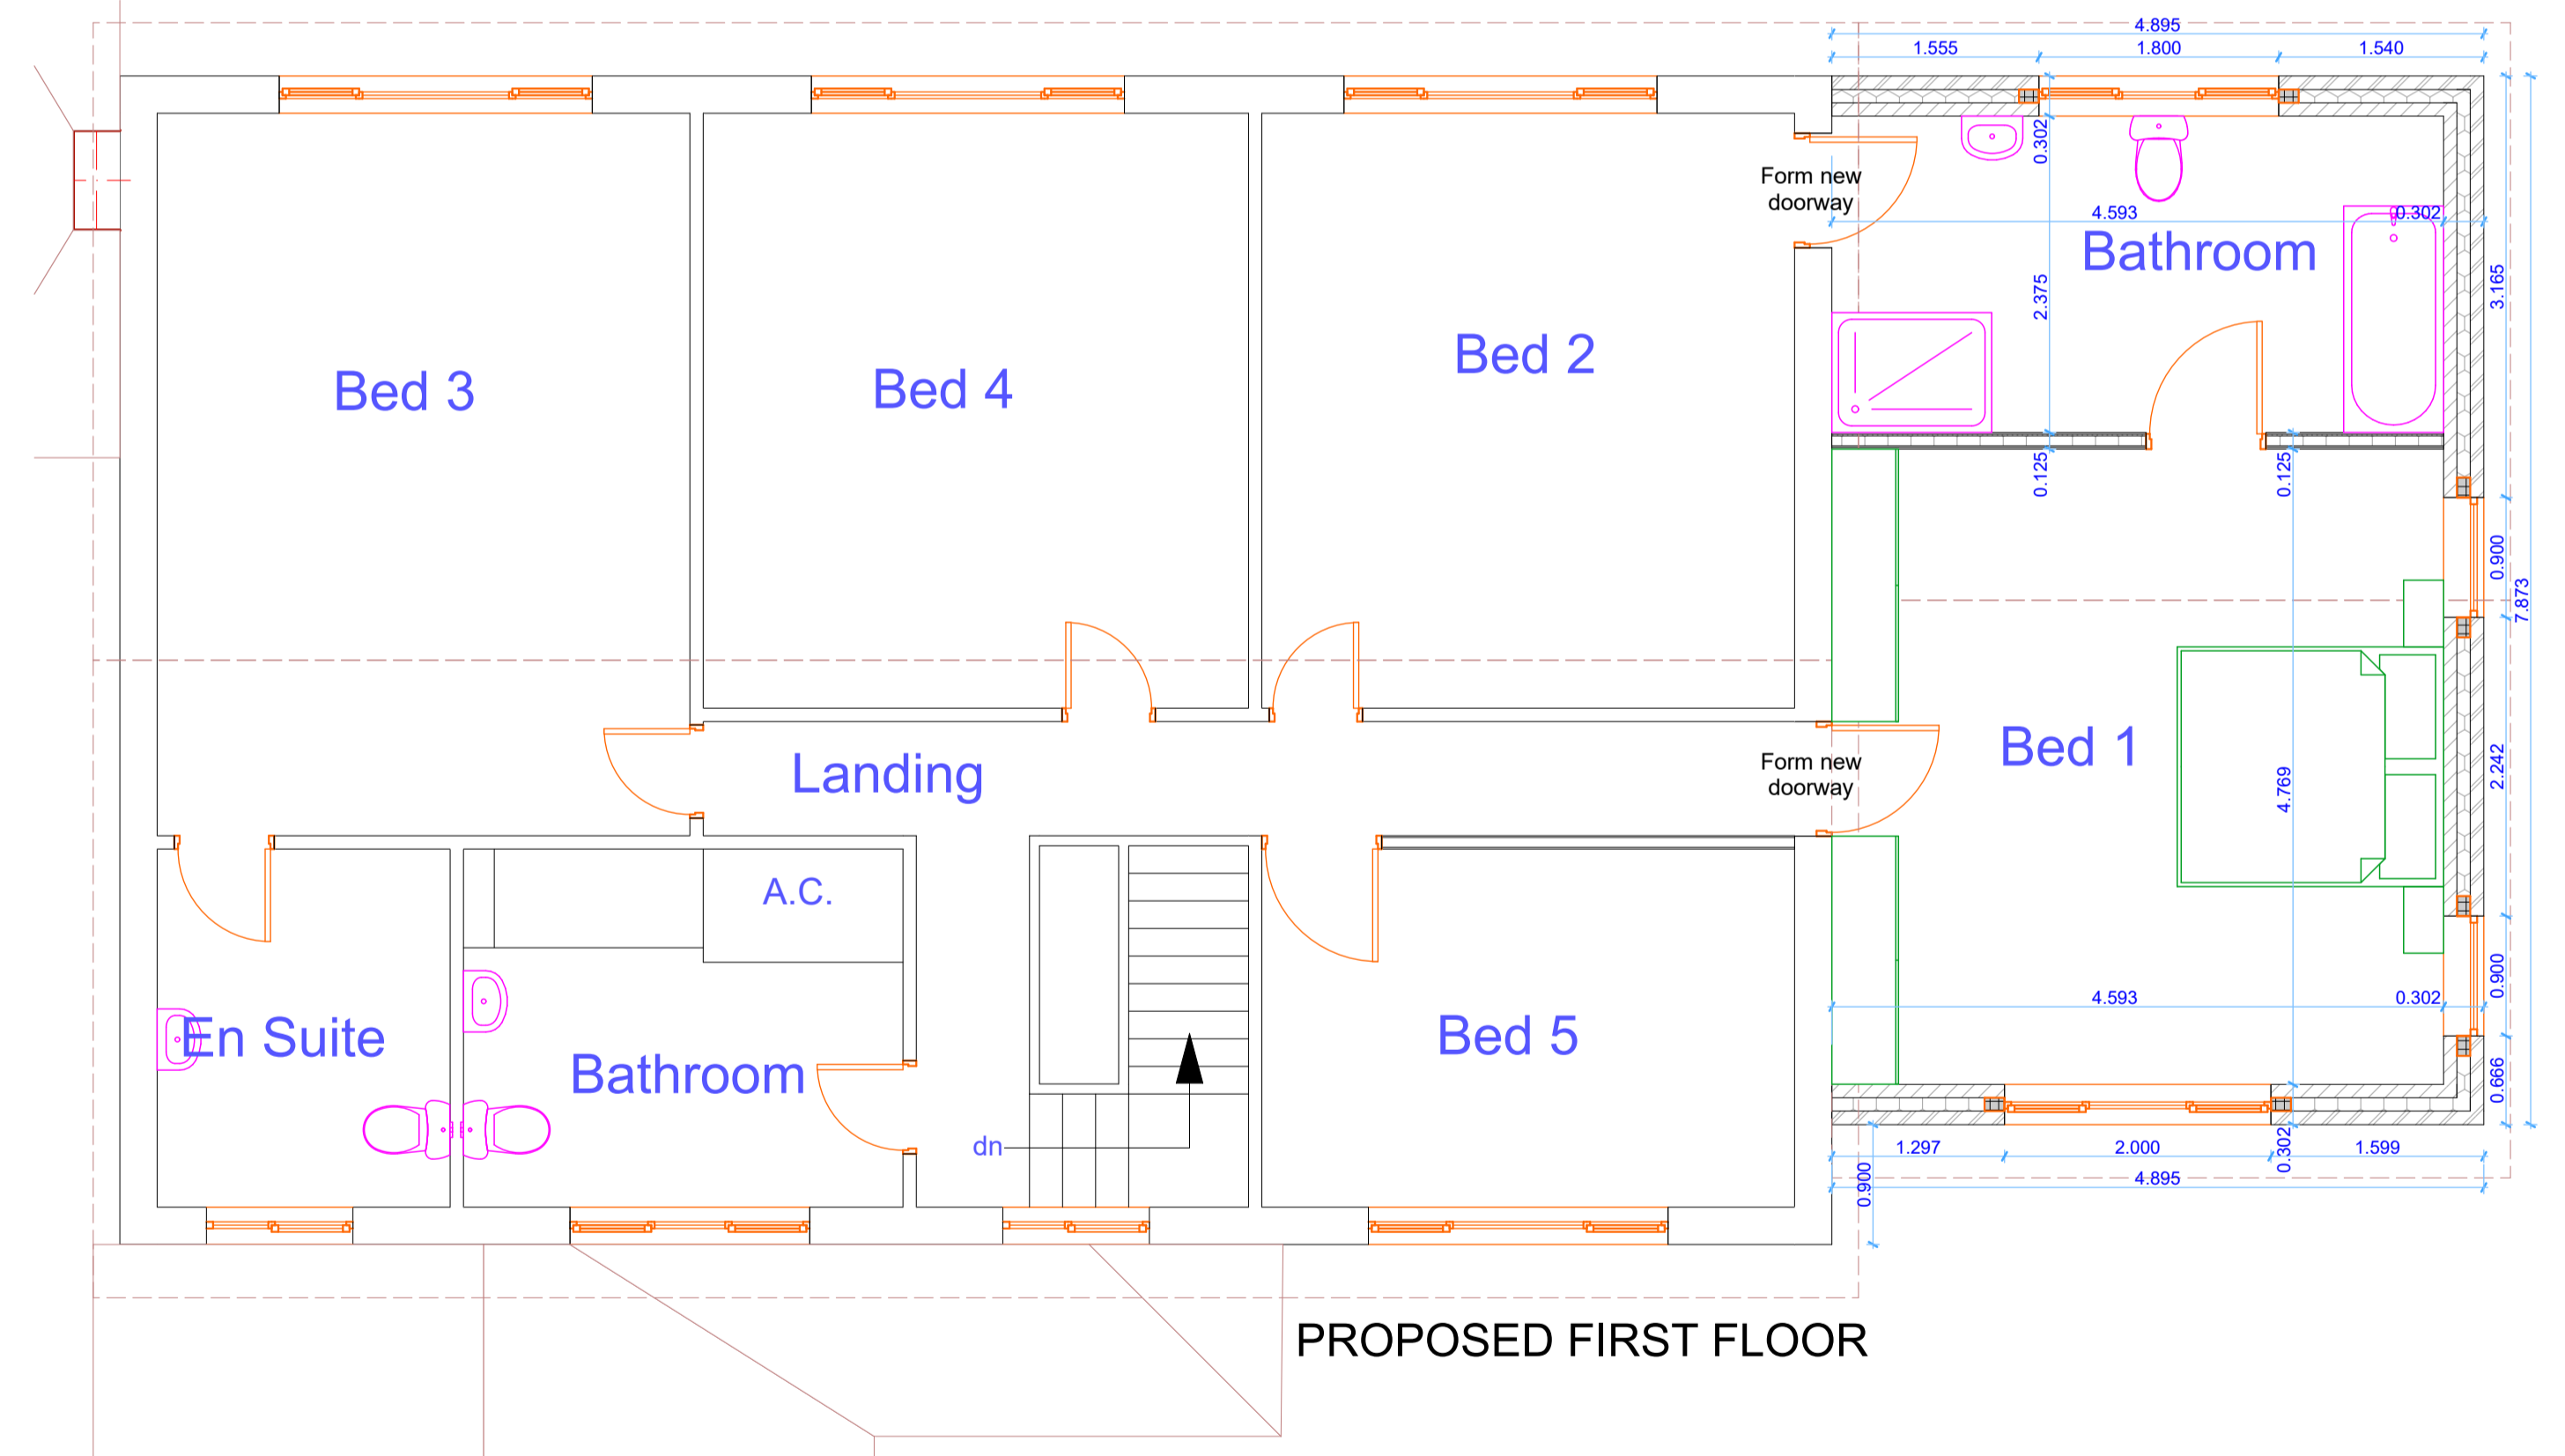 4.895
1.555
1.800
1.540
0.302
Form new
doorway
4.593
0.302
Bathroom
2.375
3.165
Bed 3
Bed 4
Bed 2
0.125
0.125
0.900
7.873
Landing
Form new
doorway
Bed 1
4.769
2.242
A.C.
En Suite
Bathroom
dn
Bed 5
4.593
0.302
0.900
0.666
1.297
2.000
0.302
1.599
0.900
4.895
PROPOSED FIRST FLOOR